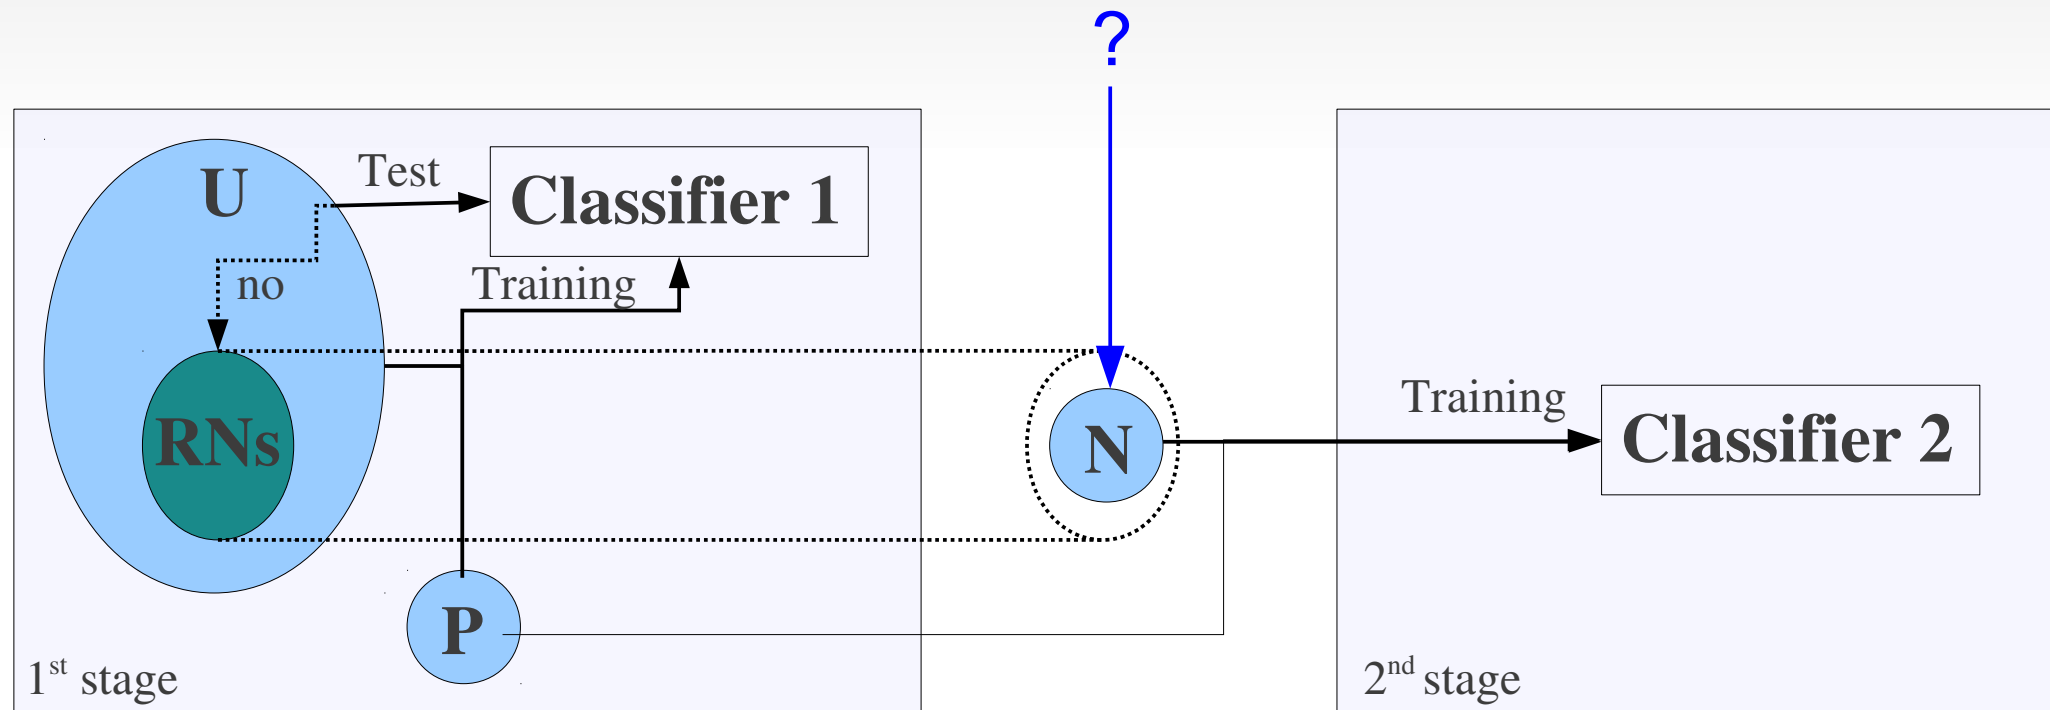 ?
U
Test
Classifier 1
no
Training
RNs
N
Training
Classifier 2
P
1st stage
2nd stage